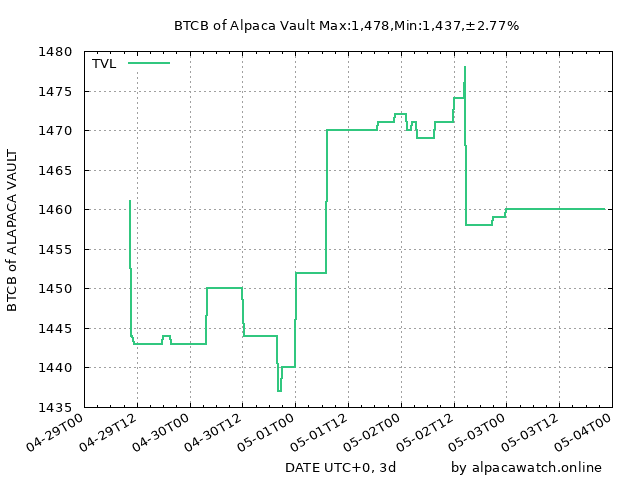 BTCB of Alpaca Vault Max:1,478,Min:1,437,±2.77%
TVL
BTCB of ALAPACA VAULT
1480
1475
1470
1465
1460
1455
1450
1445
1440
1435
04-29T00
04-29T12
04-30T00
04-30T12
05-01T00
05-01T12
05-02T00
05-02T12
05-03T00
05-03T12
05-04T00
DATE UTC+0, 3d
by alpacawatch.online